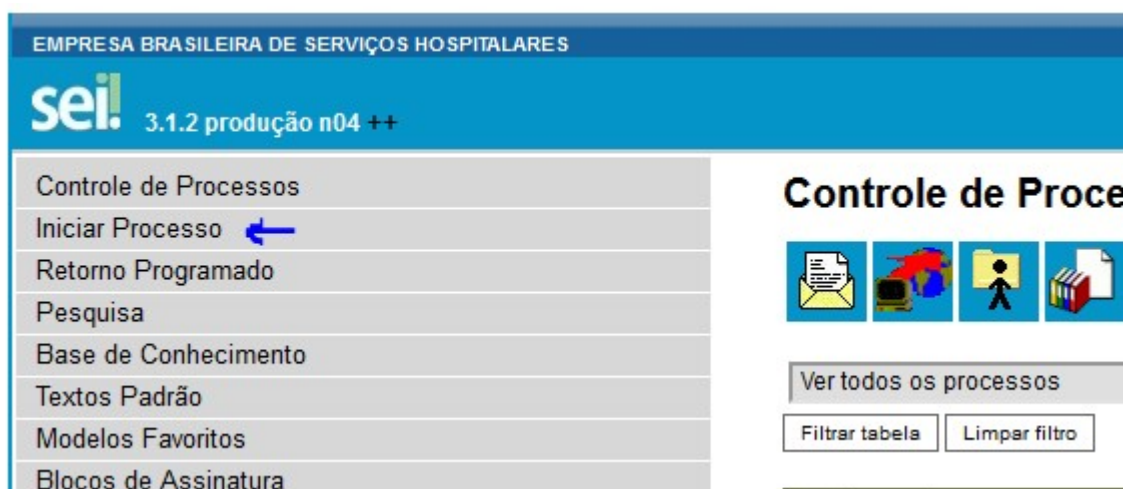 EMPRESA BRASILEIRA DE SERVIÇOS HOSPITALARES
sei! 3.1.2 produção n04 ++
Controle de Processos
Iniciar Processo
Retorno Programado
Pesquisa
Base de Conhecimento
Textos Padrão
Modelos Favoritos
Blocos de Assinatura
Controle de Proce
Ver todos os processos
Filtrar tabela Limpar filtro